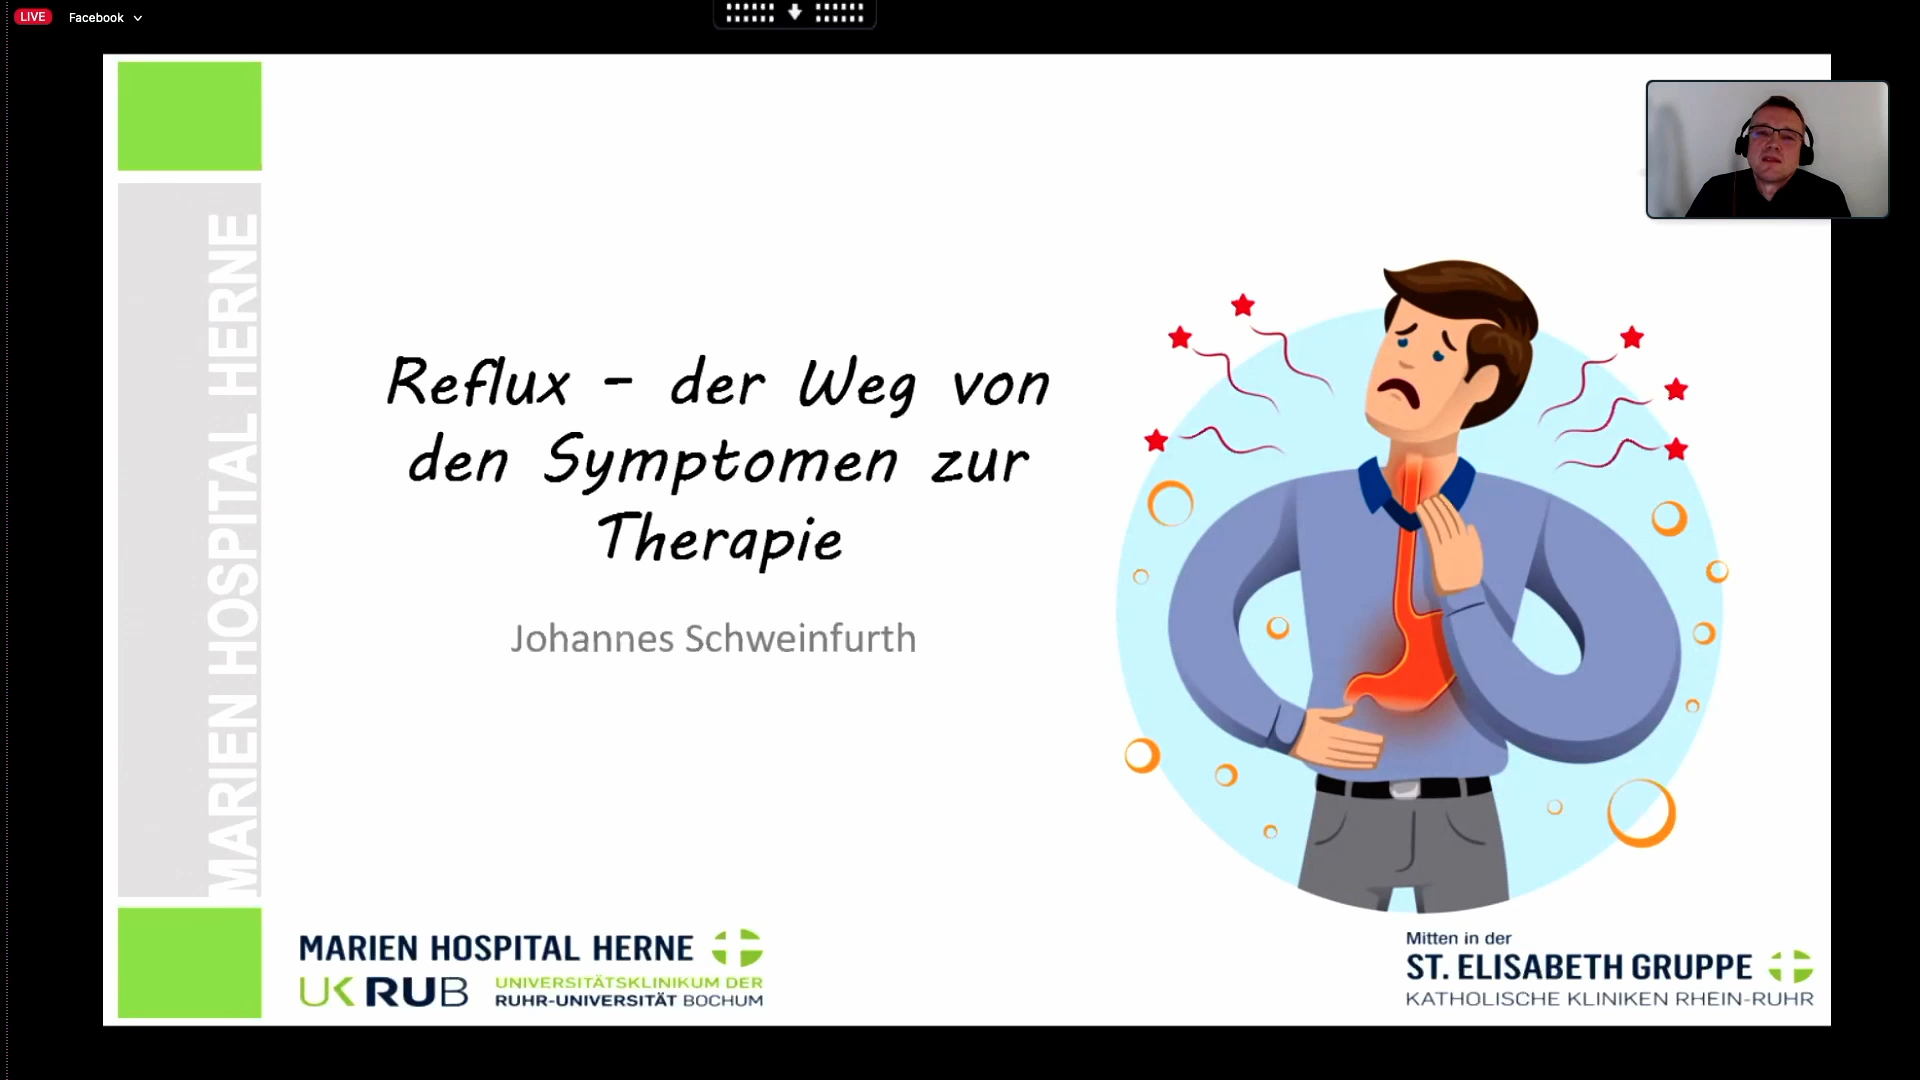 LIVE
Facebook
MARIEN HOSPITAL HERNE
Reflux – der Weg von
den Symptomen zur
Therapie
Johannes Schweinfurth
MARIEN HOSPITAL HERNE
UK RUB
UNIVERSITÄTSKLINIKUM DER
RUHR-UNIVERSITÄT BOCHUM
Mitten in der
ST. ELISABETH GRUPPE
KATHOLISCHE KLINIKEN RHEIN-RUHR